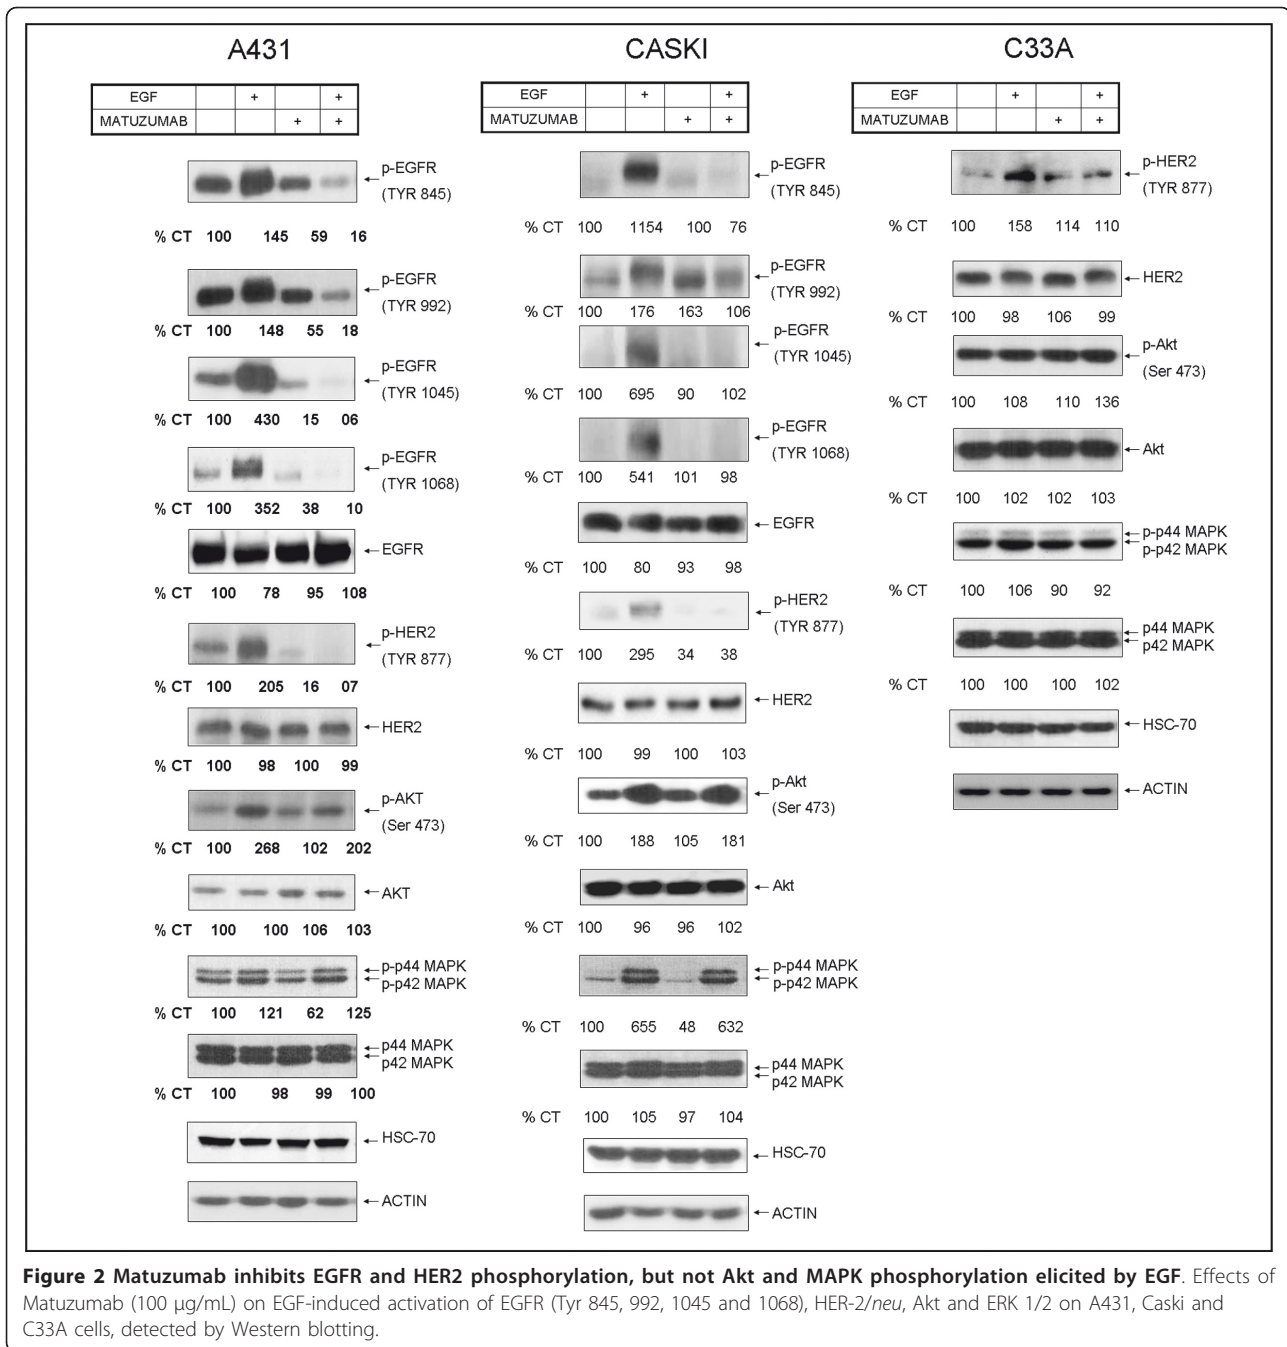 A431
EGF + +
MATUZUMAB + +
p-EGFR
(TYR 845)
% CT 100 145 59 16
p-EGFR
(TYR 992)
% CT 100 148 55 18
p-EGFR
(TYR 1045)
% CT 100 430 15 06
p-EGFR
(TYR 1068)
% CT 100 352 38 10
EGFR
% CT 100 78 95 108
p-HER2
(TYR 877)
% CT 100 205 16 07
HER2
% CT 100 98 100 99
p-AKT
(Ser 473)
% CT 100 268 102 202
AKT
% CT 100 100 106 103
p-p44 MAPK
p-p42 MAPK
% CT 100 121 62 125
p44 MAPK
p42 MAPK
% CT 100 98 99 100
HSC-70
ACTIN
CASKI
EGF + +
MATUZUMAB + +
p-EGFR
(TYR 845)
% CT 100 1154 100 76
p-EGFR
(TYR 992)
% CT 100 176 163 106
p-EGFR
(TYR 1045)
% CT 100 695 90 102
p-EGFR
(TYR 1068)
% CT 100 541 101 98
EGFR
% CT 100 80 93 98
p-HER2
(TYR 877)
% CT 100 295 34 38
HER2
% CT 100 99 100 103
p-Akt
(Ser 473)
% CT 100 188 105 181
Akt
% CT 100 96 96 102
p-p44 MAPK
p-p42 MAPK
% CT 100 655 48 632
p44 MAPK
p42 MAPK
% CT 100 105 97 104
HSC-70
ACTIN
C33A
EGF + +
MATUZUMAB + +
p-HER2
(TYR 877)
% CT 100 158 114 110
HER2
% CT 100 98 106 99
p-Akt
(Ser 473)
% CT 100 108 110 136
Akt
% CT 100 102 102 103
p-p44 MAPK
p-p42 MAPK
% CT 100 106 90 92
p44 MAPK
p42 MAPK
% CT 100 100 100 102
HSC-70
ACTIN
Figure 2 Matuzumab inhibits EGFR and HER2 phosphorylation, but not Akt and MAPK phosphorylation elicited by EGF. Effects of
Matuzumab (100 μg/mL) on EGF-induced activation of EGFR (Tyr 845, 992, 1045 and 1068), HER-2/neu, Akt and ERK 1/2 on A431, Caski and
C33A cells, detected by Western blotting.